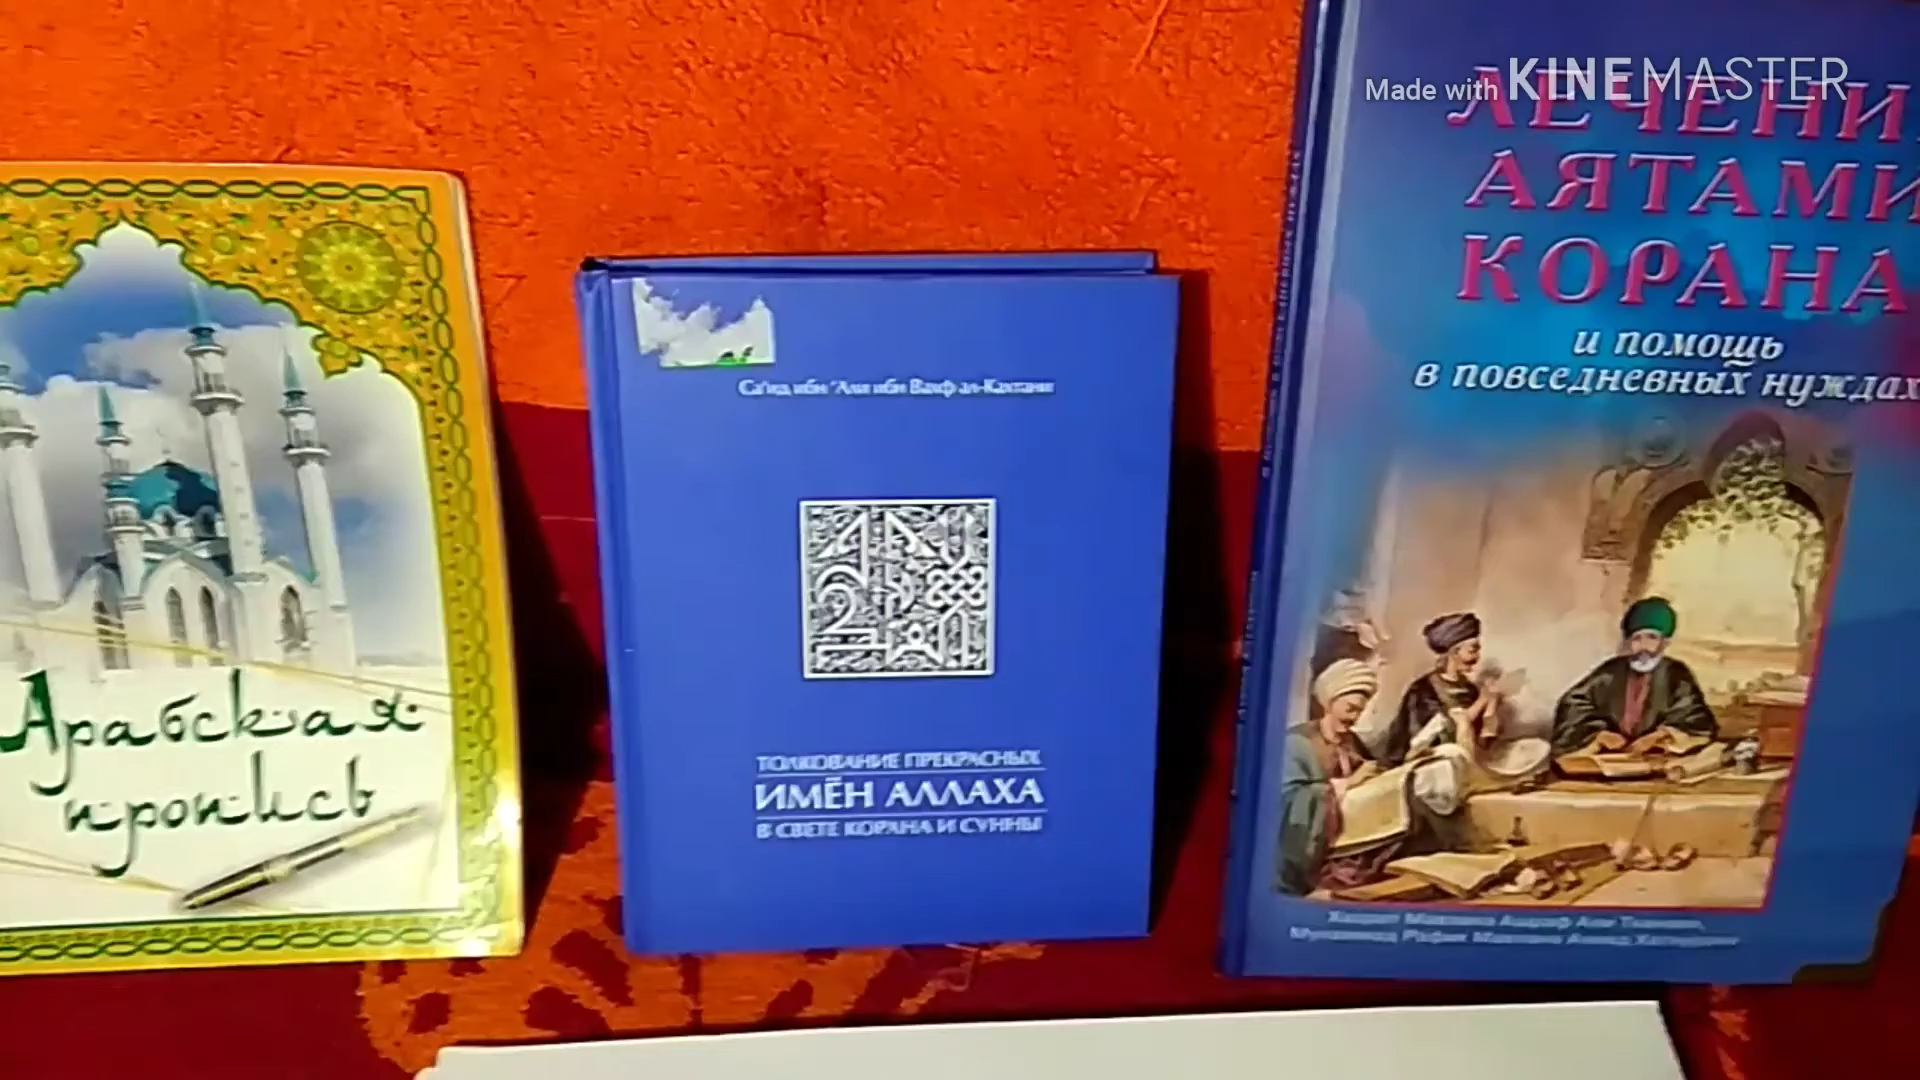 Made with KINEMASTER
Арабская
пропись
Са'ид ибн 'Али ибн Вахф ал-Кахтани
ТОЛКОВАНИЕ ПРЕКРАСНЫХ
ИМЁН АЛЛАХА
В СВЕТЕ КОРАНА И СУННЫ
ЛЕЧЕНИ
АЯТАМИ
КОРАНА
и помощь
в повседневных нуждах